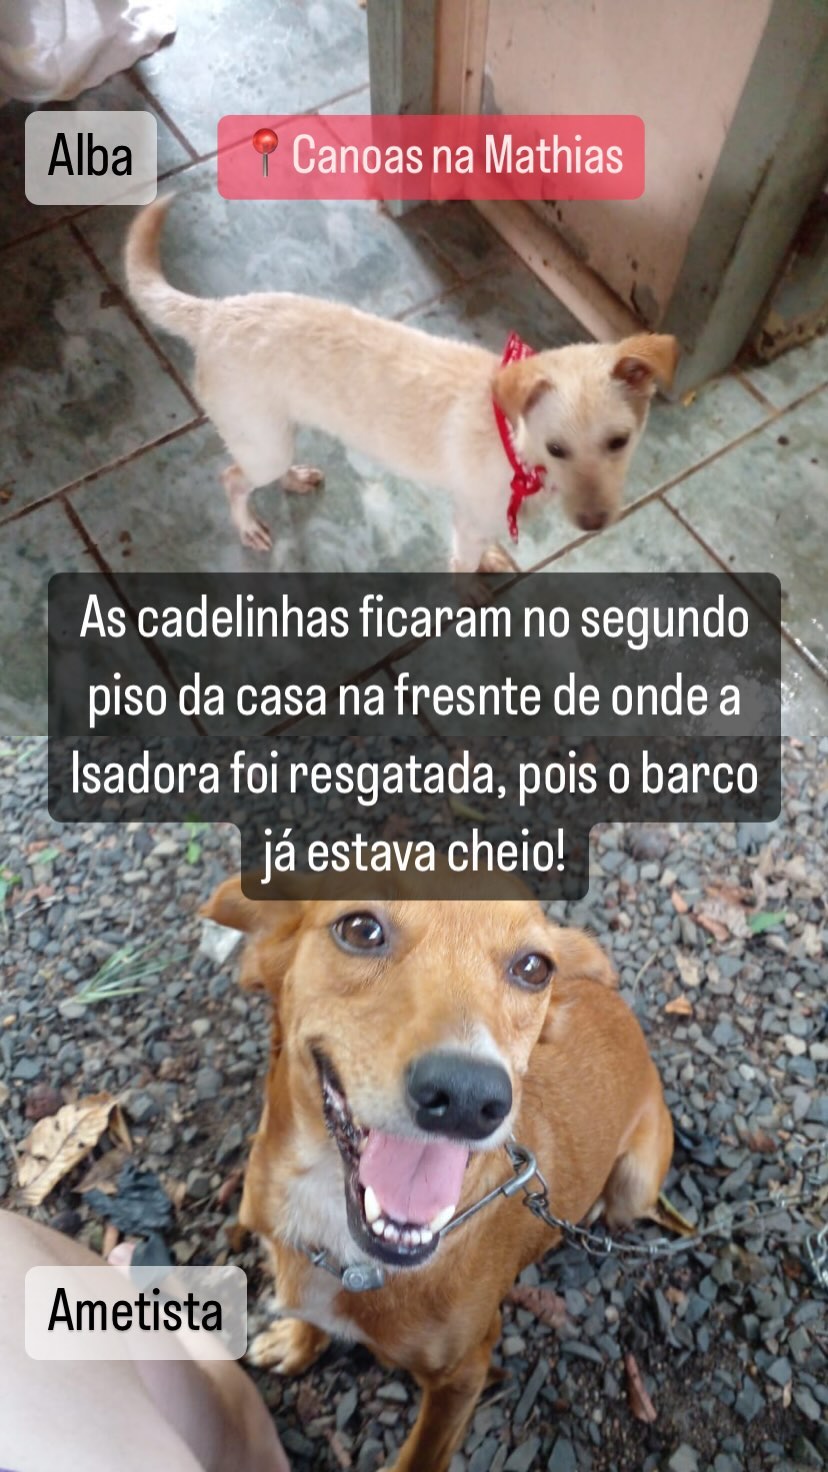 Alba
📍Canoas na Mathias
As cadelinhas ficaram no segundo
piso da casa na fresnte de onde a
Isadora foi resgatada, pois o barco
já estava cheio!
Ametista